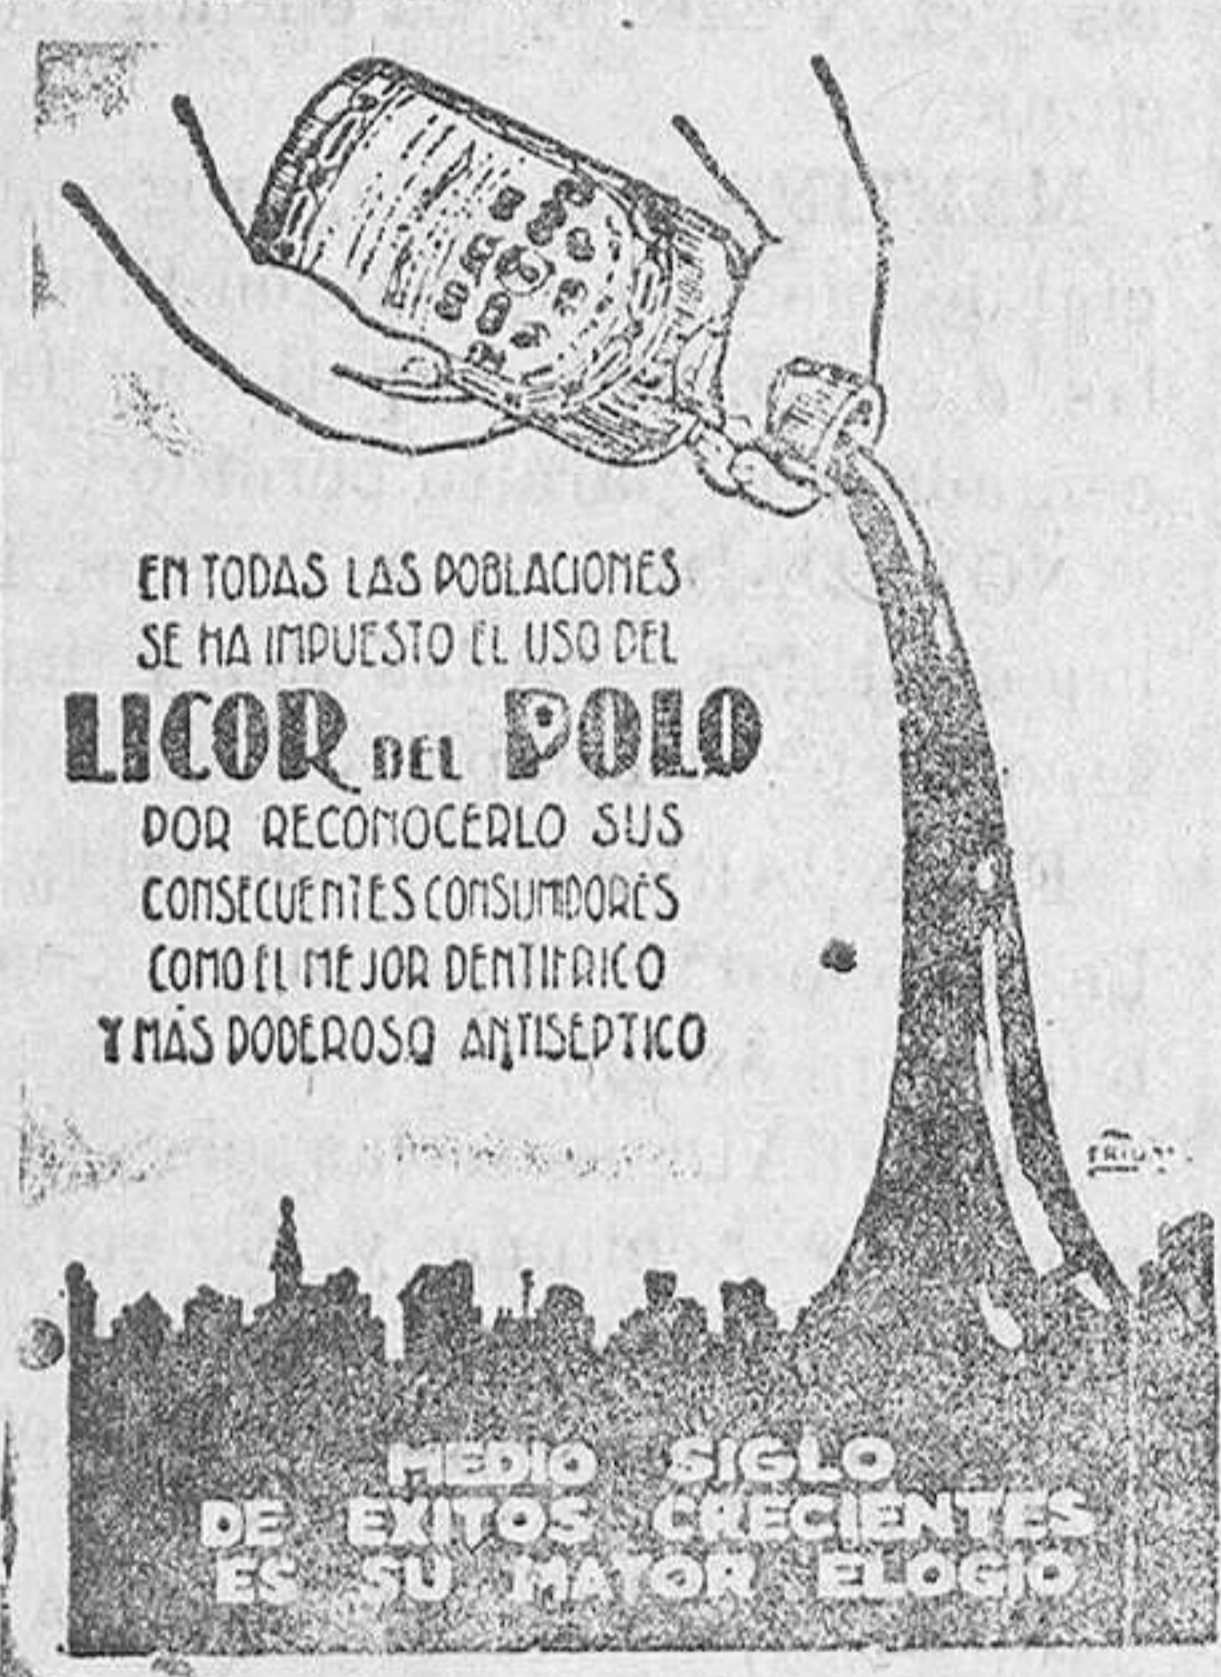 EN TODAS LAS POBLACIONES
SE HA IMPUESTO EL USO DEL
LICOR DEL POLO
POR RECONOCERLO SUS
CONSECUENTES CONSUMIDORES
COMO EL MEJOR DENTIFRICO
Y MÁS PODEROSO ANTISEPTICO
MEDIO SIGLO
DE EXITOS CRECIENTES
ES SU MAYOR ELOGIO